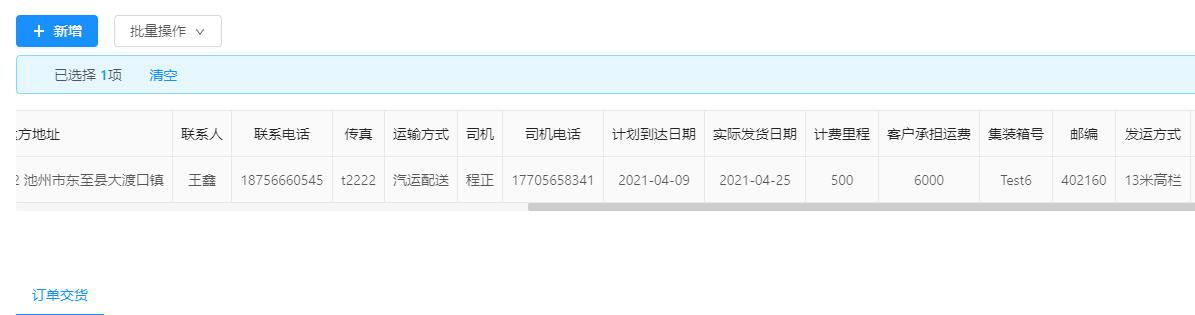 新增 批量操作
已选择 1项 清空
方地址 联系人 联系电话 传真 运输方式 司机 司机电话 计划到达日期 实际发货日期 计费里程 客户承担运费 集装箱号 邮编 发运方式
2 池州市东至县大渡口镇 王鑫 18756660545 t2222 汽运配送 程正 17705658341 2021-04-09 2021-04-25 500 6000 Test6 402160 13米高栏
订单交货